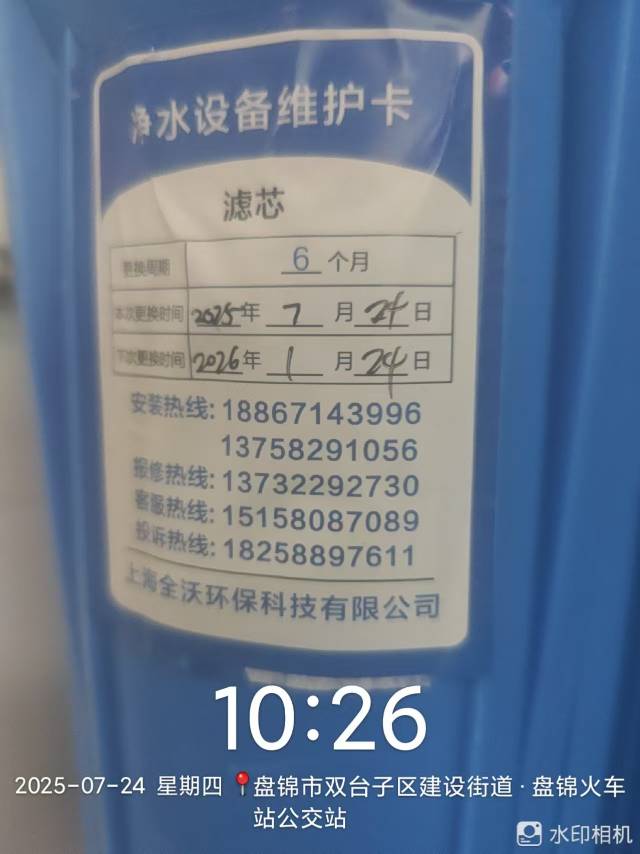 净水设备维护卡
滤芯
更换周期 6 个月
本次更换时间 2025年 7 月 24 日
下次更换时间 2026年 1 月 24 日
安装热线: 18867143996
13758291056
报修热线: 13732292730
客服热线: 15158087089
投诉热线: 18258897611
上海全沃环保科技有限公司
10:26
2025-07-24 星期四 盘锦市双台子区建设街道·盘锦火车
站公交站
水印相机